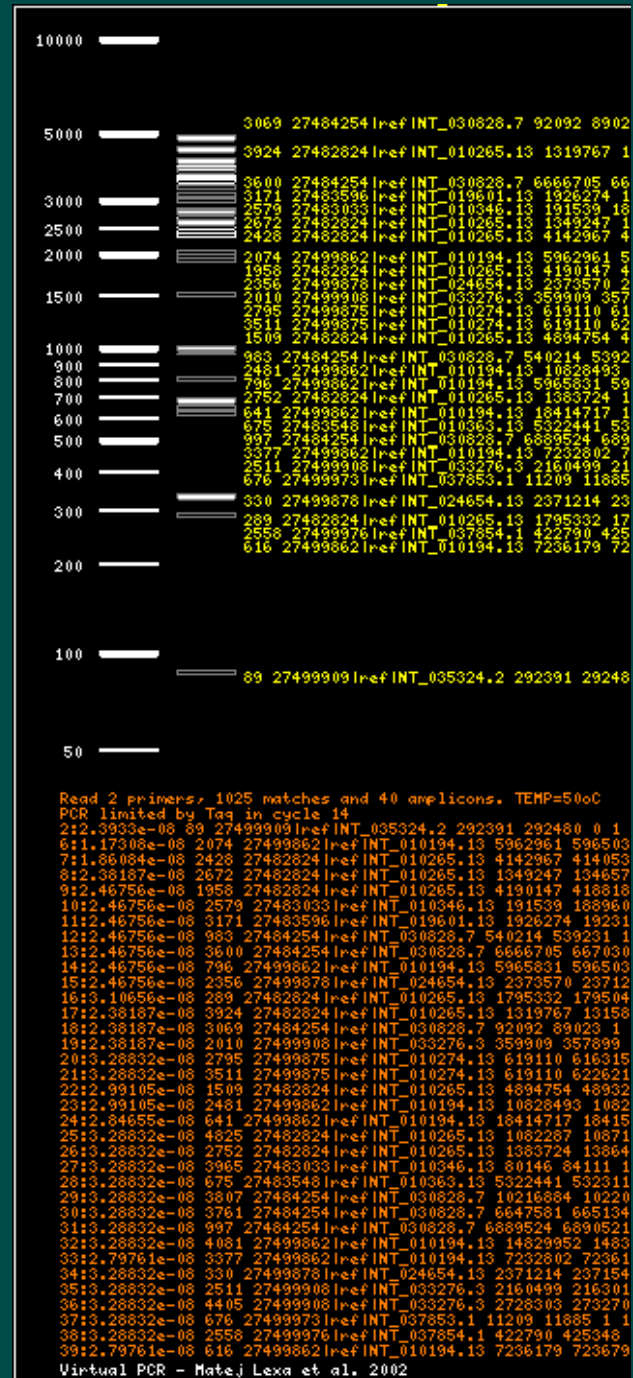 10000
5000
3000
2500
2000
1500
1000
900
800
700
600
500
400
300
200
100
50
3069 27484254|ref|NT_030828.7 92092 8902
3924 27482824|ref|NT_010265.13 1319767 1
3600 27484254|ref|NT_030828.7 6666705 66
3171 27483596|ref|NT_019601.13 1926274 1
2579 27483033|ref|NT_010346.13 191539 18
2672 27482824|ref|NT_010265.13 1349247 1
2428 27482824|ref|NT_010265.13 4142967 4
2074 27499862|ref|NT_010194.13 5962961 5
1958 27482824|ref|NT_010265.13 4190147 4
2356 27499878|ref|NT_024654.13 2373570 2
2010 27499908|ref|NT_033276.3 359909 357
2795 27499875|ref|NT_010274.13 619110 61
3511 27499875|ref|NT_010274.13 619110 62
1509 27482824|ref|NT_010265.13 4894754 4
983 27484254|ref|NT_030828.7 540214 5392
2481 27499862|ref|NT_010194.13 10828493
796 27499862|ref|NT_010194.13 5965831 59
2752 27482824|ref|NT_010265.13 1383724 1
641 27499862|ref|NT_010194.13 18414717 1
675 27483548|ref|NT_010363.13 5322441 53
997 27484254|ref|NT_030828.7 6889524 689
3377 27499862|ref|NT_010194.13 7232802 7
2511 27499908|ref|NT_033276.3 2160499 21
676 27499973|ref|NT_037853.1 11209 11885
330 27499878|ref|NT_024654.13 2371214 23
289 27482824|ref|NT_010265.13 1795332 17
2558 27499976|ref|NT_037854.1 422790 425
616 27499862|ref|NT_010194.13 7236179 72
89 27499909|ref|NT_035324.2 292391 29248
Read 2 primers, 1025 matches and 40 amplicons. TEMP=50oC
PCR limited by Taq in cycle 14
2:2.3933e-08 89 27499909|ref|NT_035324.2 292391 292480 0 1
6:1.17308e-08 2074 27499862|ref|NT_010194.13 5962961 596503
7:1.86084e-08 2428 27482824|ref|NT_010265.13 4142967 414053
8:2.38187e-08 2672 27482824|ref|NT_010265.13 1349247 134657
9:2.46756e-08 1958 27482824|ref|NT_010265.13 4190147 418818
10:2.46756e-08 2579 27483033|ref|NT_010346.13 191539 188960
11:2.46756e-08 3171 27483596|ref|NT_019601.13 1926274 19231
12:2.46756e-08 983 27484254|ref|NT_030828.7 540214 539231 1
13:2.46756e-08 3600 27484254|ref|NT_030828.7 6666705 667030
14:2.46756e-08 796 27499862|ref|NT_010194.13 5965831 596503
15:2.46756e-08 2356 27499878|ref|NT_024654.13 2373570 23712
16:3.10656e-08 289 27482824|ref|NT_010265.13 1795332 179504
17:2.38187e-08 3924 27482824|ref|NT_010265.13 1319767 13158
18:2.38187e-08 3069 27484254|ref|NT_030828.7 92092 89023 1
19:2.38187e-08 2010 27499908|ref|NT_033276.3 359909 357899
20:3.28832e-08 2795 27499875|ref|NT_010274.13 619110 616315
21:3.28832e-08 3511 27499875|ref|NT_010274.13 619110 622621
22:2.99105e-08 1509 27482824|ref|NT_010265.13 4894754 48932
23:2.99105e-08 2481 27499862|ref|NT_010194.13 10828493 1082
24:2.84655e-08 641 27499862|ref|NT_010194.13 18414717 18415
25:3.28832e-08 4825 27482824|ref|NT_010265.13 1082287 10871
26:3.28832e-08 2752 27482824|ref|NT_010265.13 1383724 13864
27:3.28832e-08 3965 27483033|ref|NT_010346.13 80146 84111 1
28:3.28832e-08 675 27483548|ref|NT_010363.13 5322441 532311
29:3.28832e-08 3807 27484254|ref|NT_030828.7 10216884 10220
30:3.28832e-08 3761 27484254|ref|NT_030828.7 6647581 665134
31:3.28832e-08 997 27484254|ref|NT_030828.7 6889524 6890521
32:3.28832e-08 4081 27499862|ref|NT_010194.13 14829952 1483
33:2.79761e-08 3377 27499862|ref|NT_010194.13 7232802 72361
34:3.28832e-08 330 27499878|ref|NT_024654.13 2371214 237154
35:3.28832e-08 2511 27499908|ref|NT_033276.3 2160499 216301
36:3.28832e-08 4405 27499908|ref|NT_033276.3 2728303 273270
37:3.28832e-08 676 27499973|ref|NT_037853.1 11209 11885 1 1
38:3.28832e-08 2558 27499976|ref|NT_037854.1 422790 425348
39:2.79761e-08 616 27499862|ref|NT_010194.13 7236179 723679
Virtual PCR - Matej Lexa et al. 2002